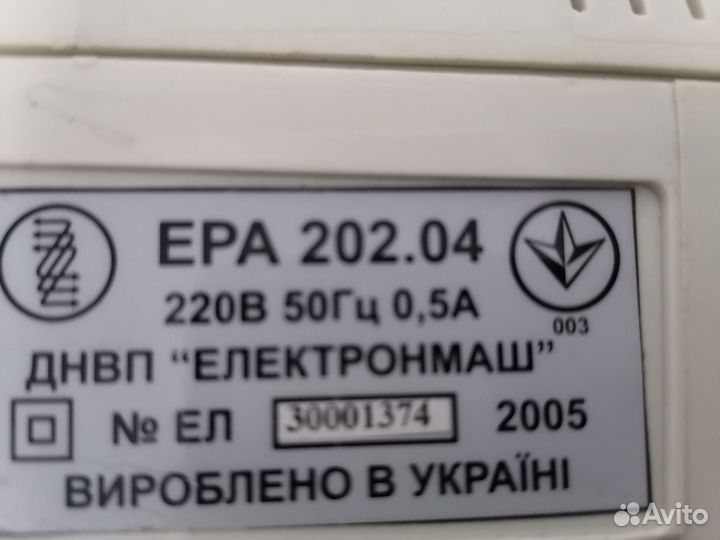 ЕРА 202.04
220В 50Гц 0,5А
003
ДНВП “ЕЛЕКТРОНМАШ”
№ ЕЛ 30001374 2005
ВИРОБЛЕНО В УКРАЇНІ
Avito